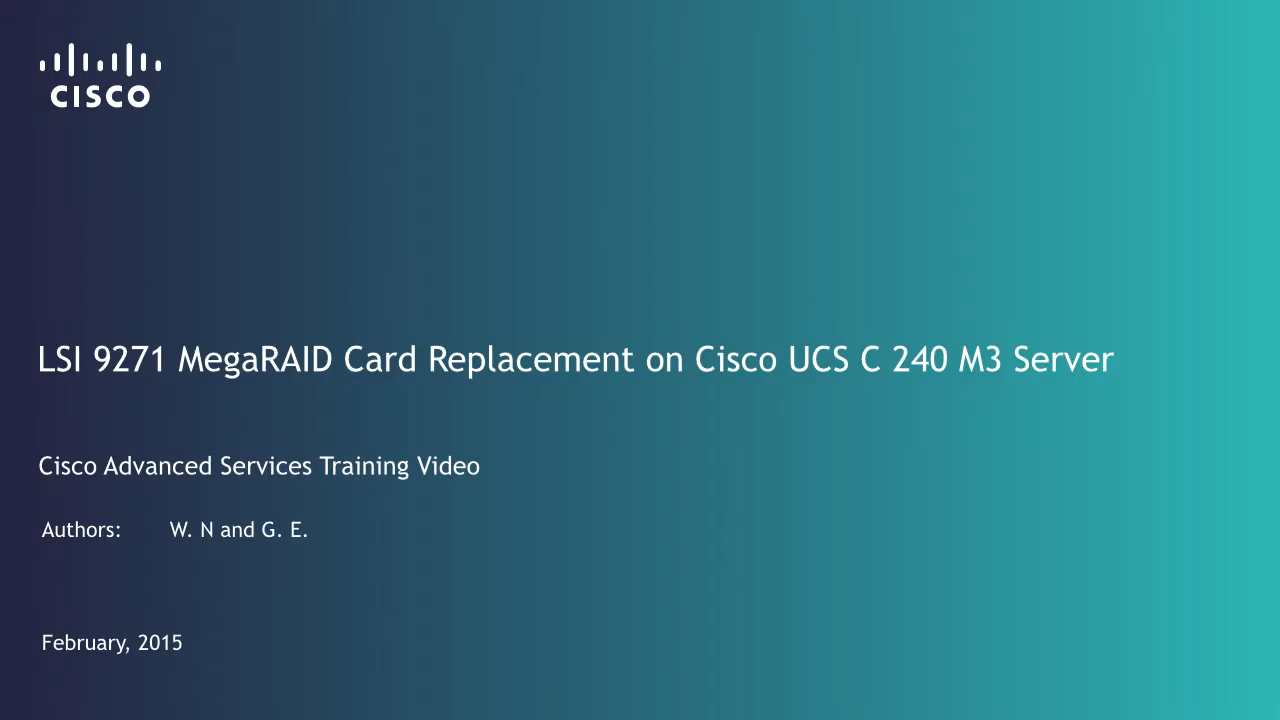 CISCO
LSI 9271 MegaRAID Card Replacement on Cisco UCS C 240 M3 Server
Cisco Advanced Services Training Video
Authors: W. N and G. E.
February, 2015